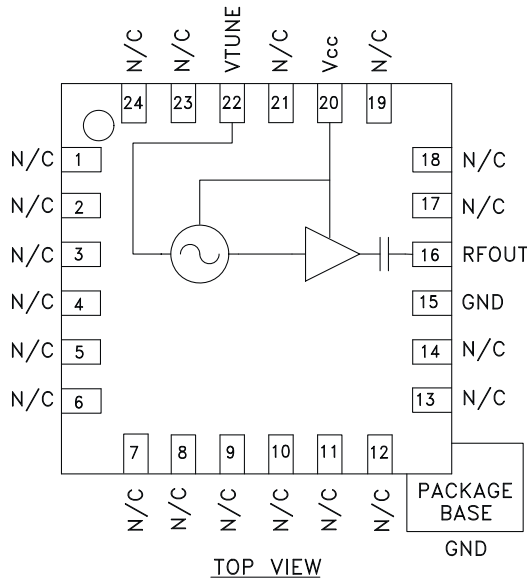 N/C
N/C
VTUNE
N/C
Vcc
N/C
24
23
22
21
20
19
N/C 1
18 N/C
N/C 2
17 N/C
N/C 3
16 RFOUT
N/C 4
15 GND
N/C 5
14 N/C
N/C 6
13 N/C
7
8
9
10
11
12
N/C
N/C
N/C
N/C
N/C
N/C
PACKAGE
BASE
GND
TOP VIEW